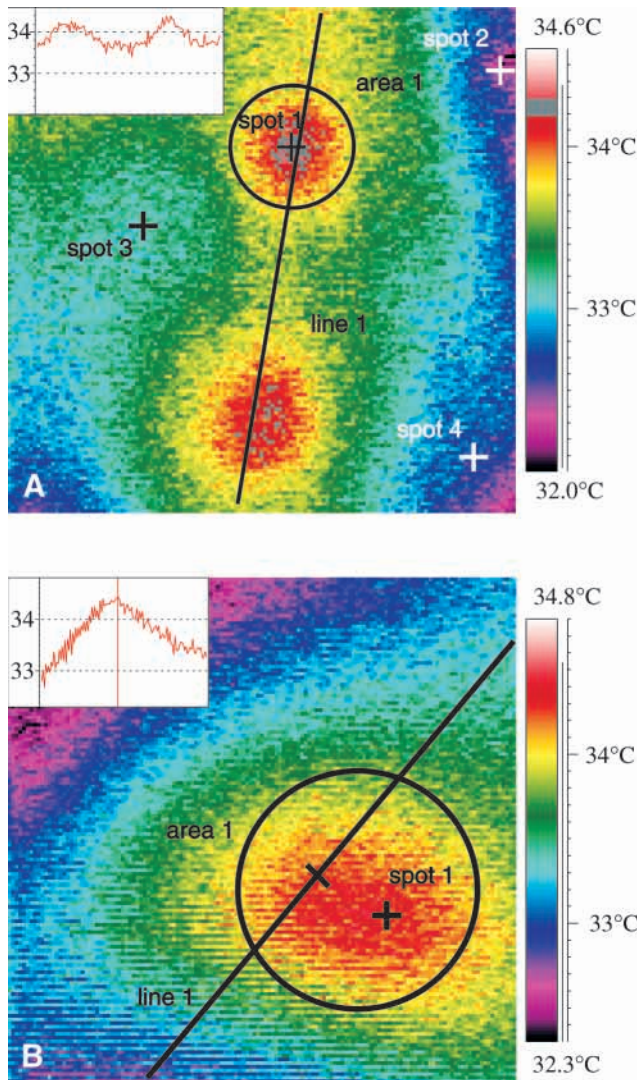 34
33
spot 2
area 1
spot 1
spot 3
line 1
spot 4
A
34.6°C
34°C
33°C
32.0°C
34
33
area 1
spot 1
line 1
B
34.8°C
34°C
33°C
32.3°C